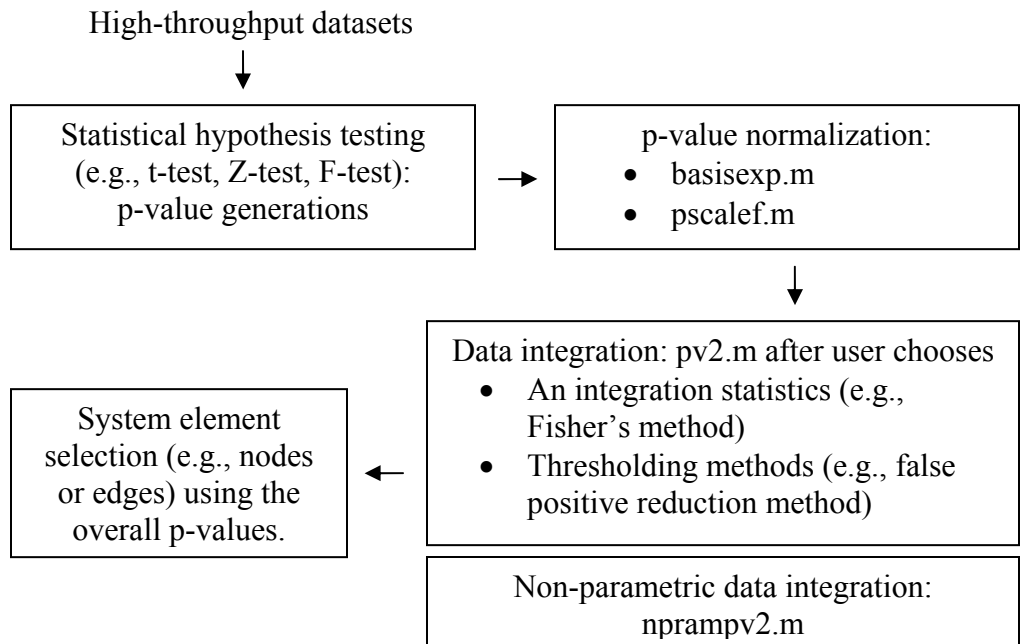 High-throughput datasets
Statistical hypothesis testing
(e.g., t-test, Z-test, F-test):
p-value generations
p-value normalization:
• basisexp.m
• pscalef.m
Data integration: pv2.m after user chooses
• An integration statistics (e.g.,
Fisher’s method)
• Thresholding methods (e.g., false
positive reduction method)
System element
selection (e.g., nodes
or edges) using the
overall p-values.
Non-parametric data integration:
nprampv2.m